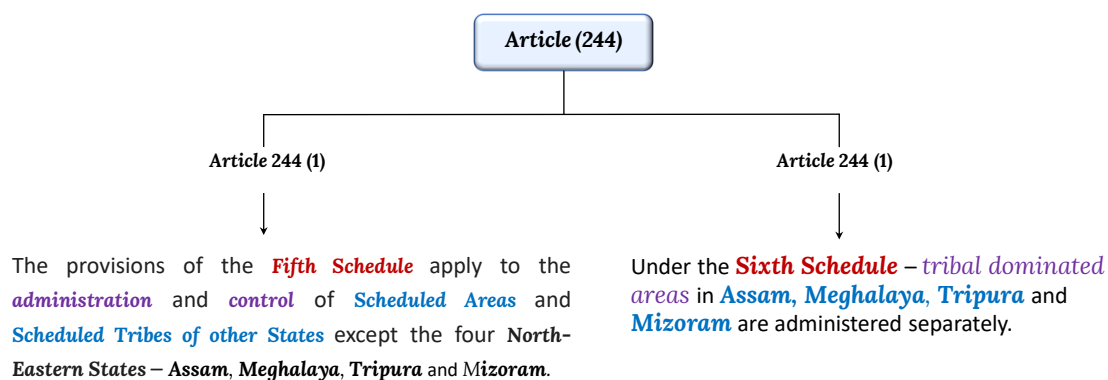 Article (244)
Article 244 (1)
Article 244 (1)
The provisions of the Fifth Schedule apply to the
administration and control of Scheduled Areas and
Scheduled Tribes of other States except the four North-
Eastern States – Assam, Meghalaya, Tripura and Mizoram.
Under the Sixth Schedule – tribal dominated
areas in Assam, Meghalaya, Tripura and
Mizoram are administered separately.